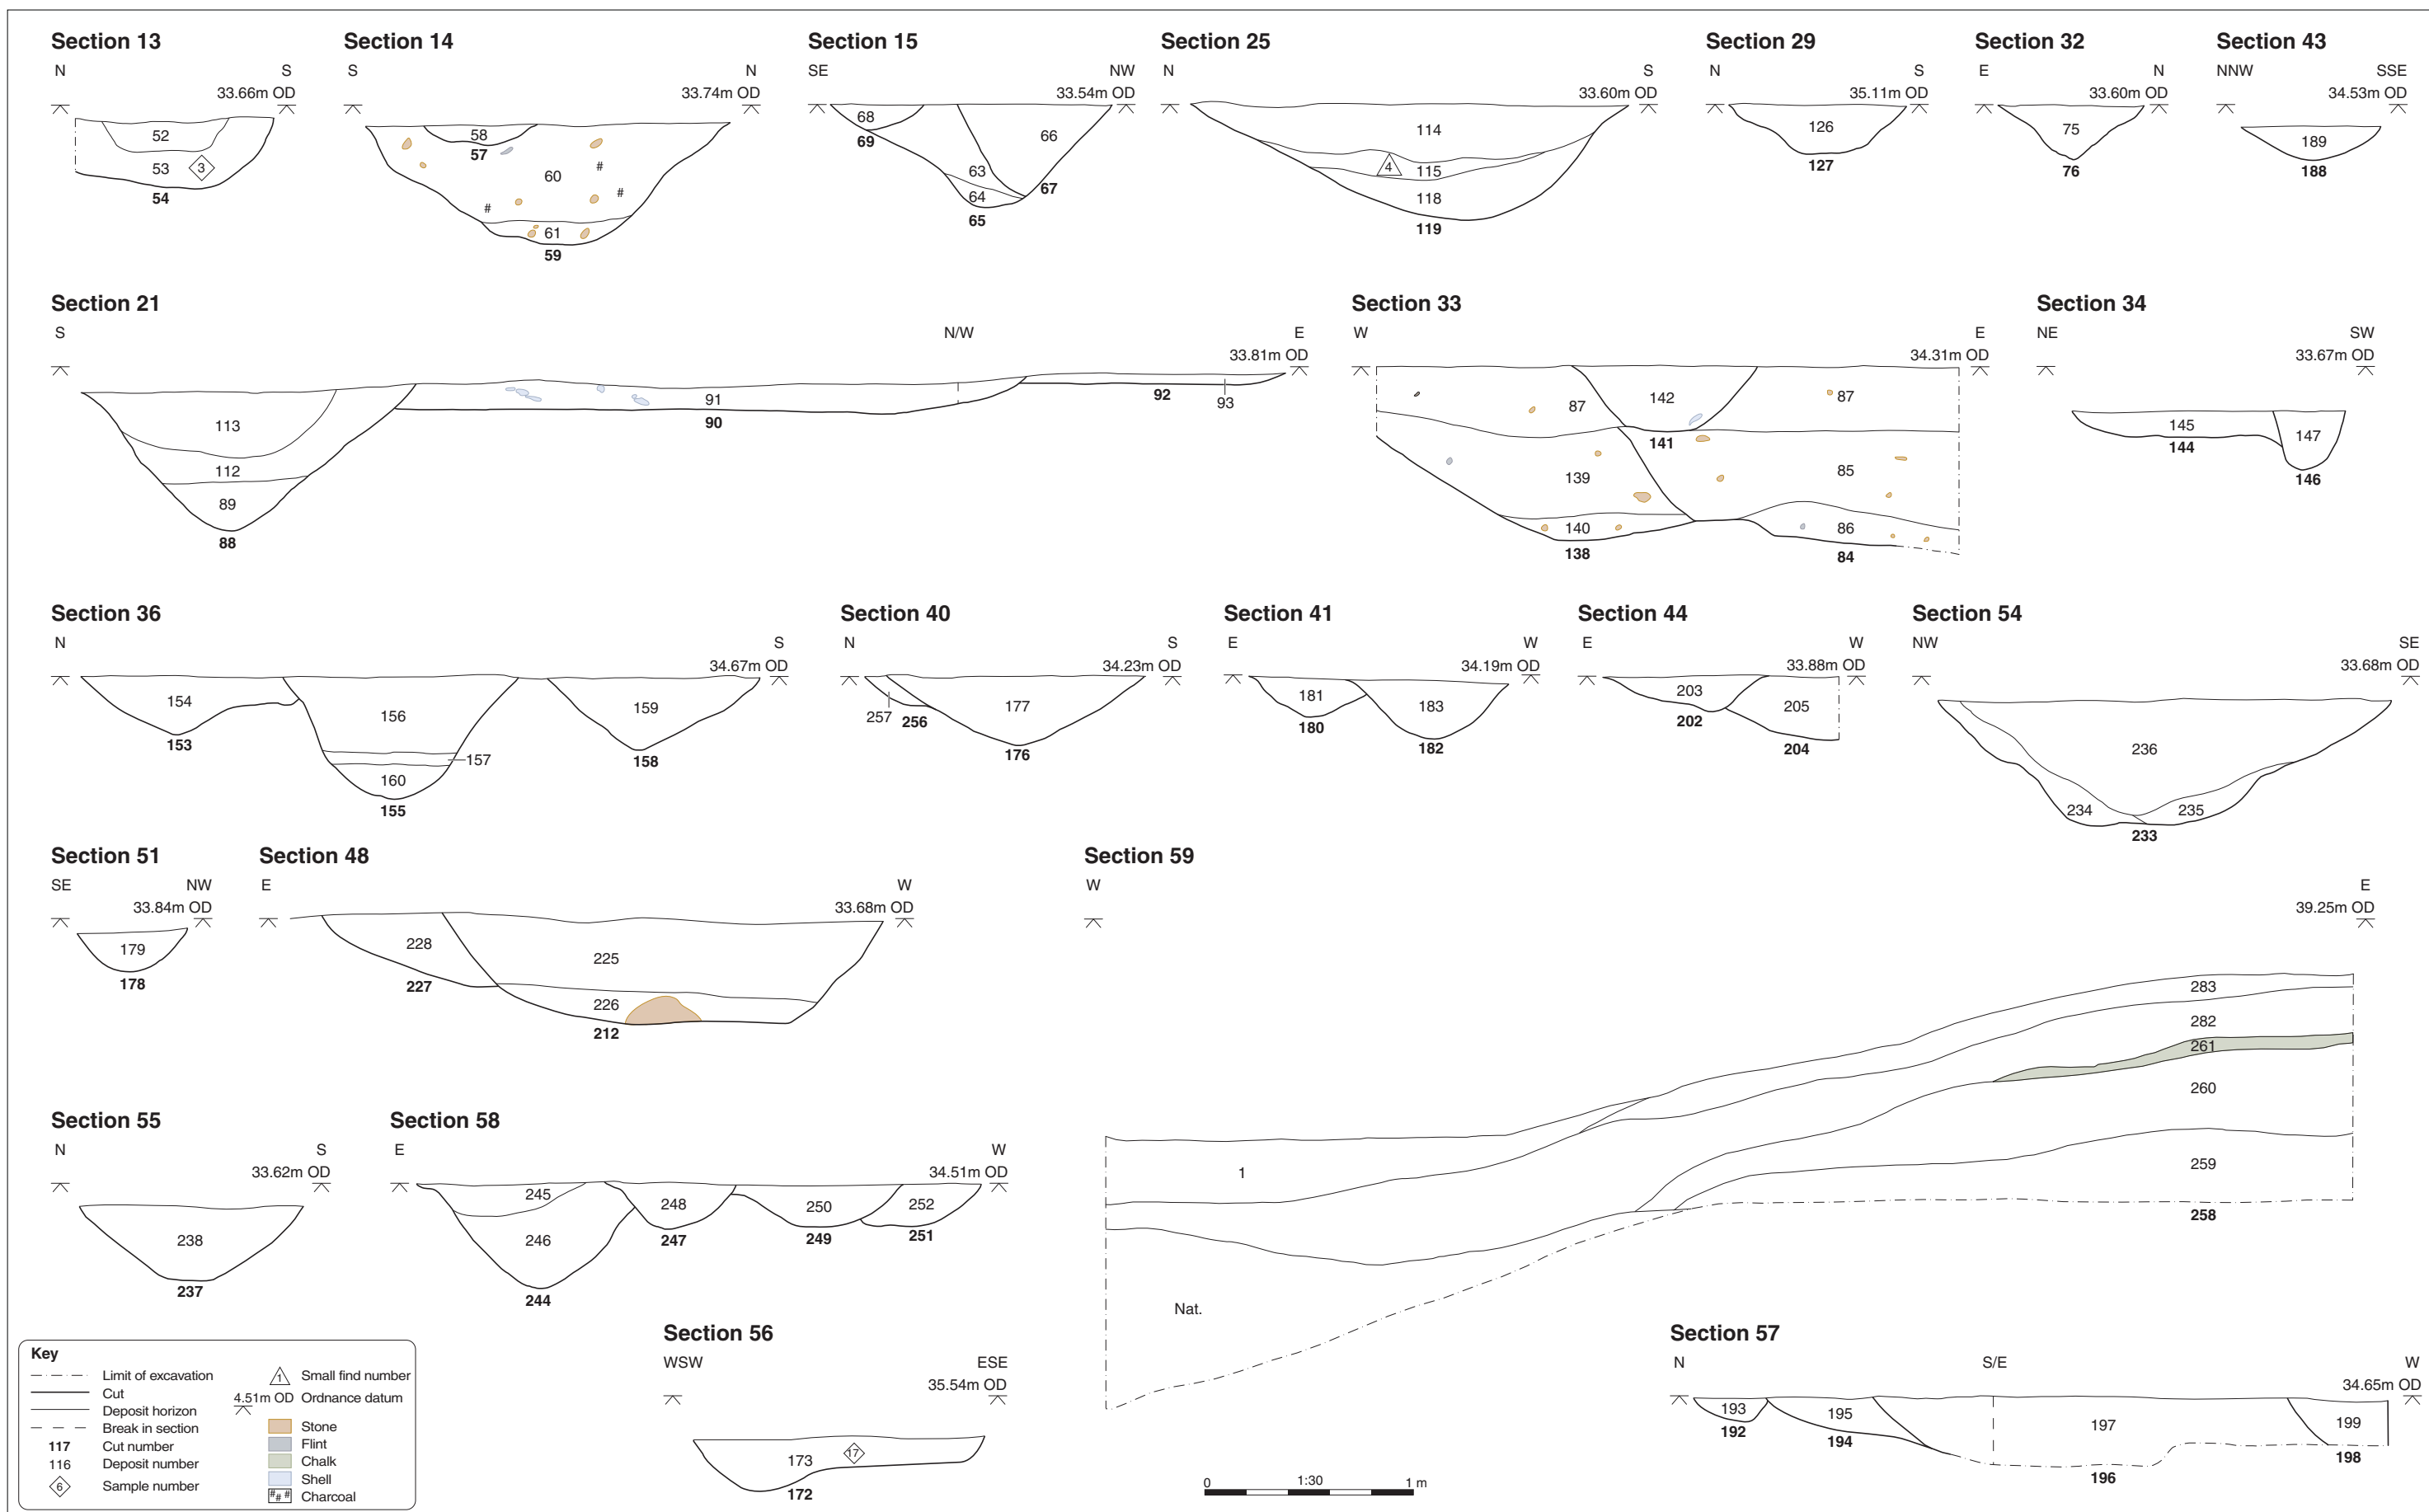 Section 13
N S
33.66m OD
52
53 3
54
Section 14
S N
33.74m OD
58
57
60
# # #
61
59
Section 15
SE NW
33.54m OD
68 66
69
63
67
64
65
Section 25
N S
33.60m OD
114
4 115
118
119
Section 29
N S
35.11m OD
126
127
Section 32
E N
33.60m OD
75
76
Section 43
NNW SSE
34.53m OD
189
188
Section 21
S N/W E
33.81m OD
113
91 92 93
90
112
89
88
Section 33
W E
34.31m OD
87 142 87
141
139 85
140 86
138 84
Section 34
NE SW
33.67m OD
145 147
144
146
Section 36
N S
34.67m OD
154 156 159
153 157 158
160
155
Section 40
N S
34.23m OD
177
257 256
176
Section 41
E W
34.19m OD
181 183
180 182
Section 44
E W
33.88m OD
203 205
202 204
Section 54
NW SE
33.68m OD
236
234 235
233
Section 51
SE NW
33.84m OD
179
178
Section 48
E W
33.68m OD
228 225
227 226
212
Section 59
W E
39.25m OD
283
282
261
260
1 259
258
Nat.
Section 55
N S
33.62m OD
238
237
Section 58
E W
34.51m OD
245 248 250 252
246 247 249 251
244
Section 56
WSW ESE
35.54m OD
173 17
172
Section 57
N S/E W
34.65m OD
193 195 197 199
192 194 196 198
Key
Limit of excavation
Cut
Deposit horizon
Break in section
117 Cut number
116 Deposit number
6 Sample number
1 Small find number
4.51m OD Ordnance datum
Stone
Flint
Chalk
Shell
# # # Charcoal
0 1:30 1 m